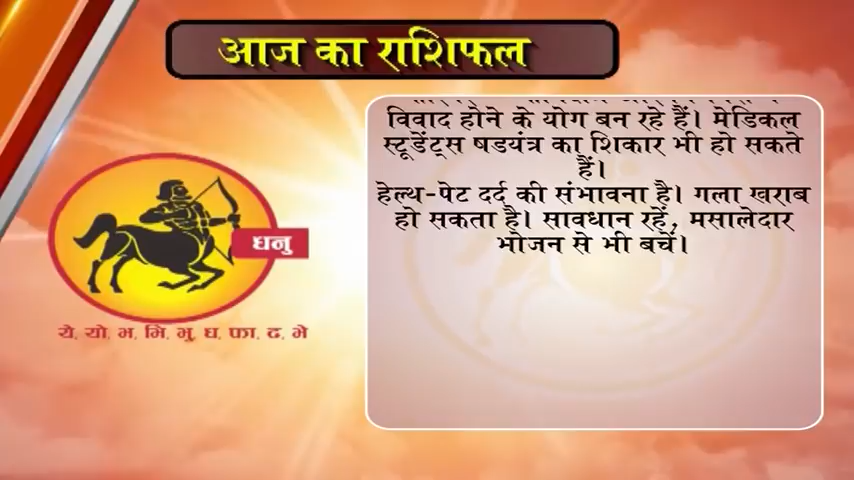 आज का राशिफल
विवाद होने के योग बन रहे हैं। मेडिकल
स्टूडेंट्स षडयंत्र का शिकार भी हो सकते
हैं।
हेल्थ-पेट दर्द की संभावना है। गला खराब
हो सकता है। सावधान रहें, मसालेदार
भोजन से भी बचें।
धनु
ये, यो, भ, भि, भु, ध, फा, ढ, भे